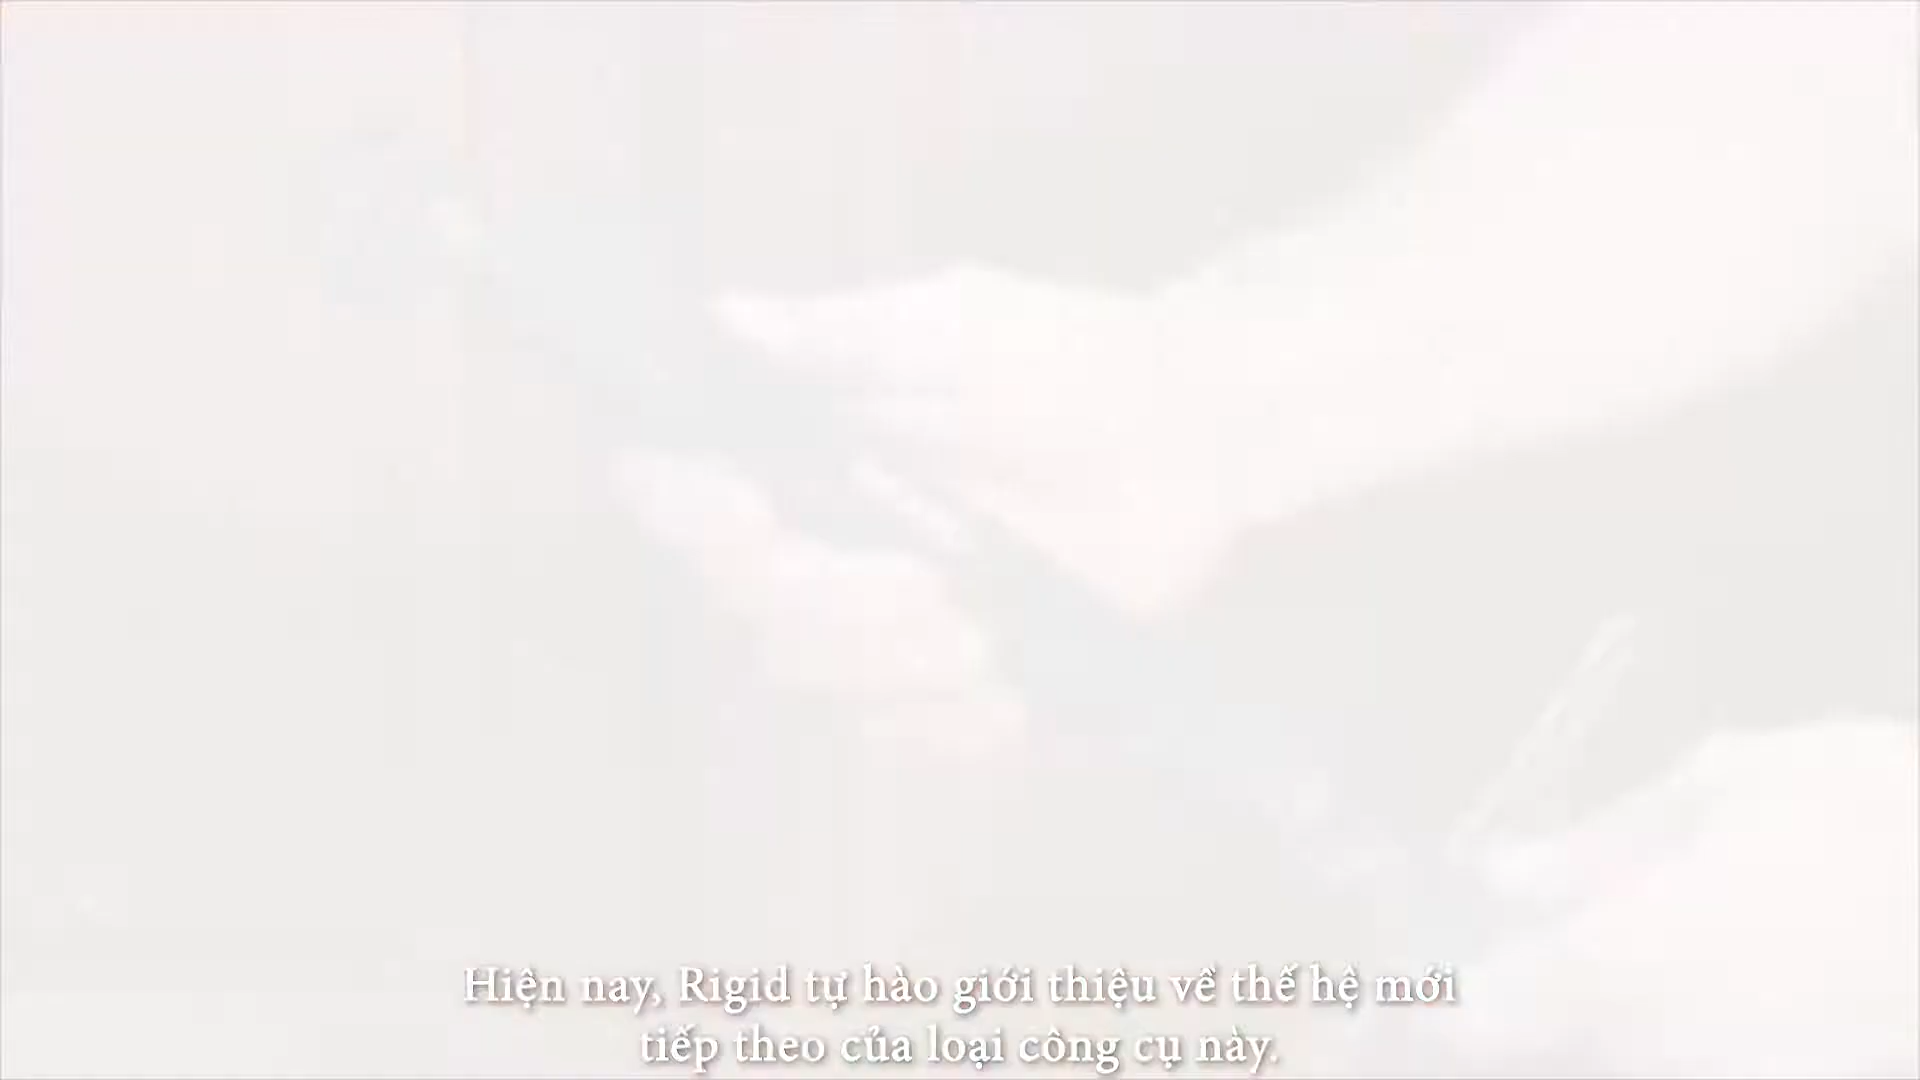 Hiện nay, Rigid tự hào giới thiệu về thế hệ mới
tiếp theo của loại công cụ này.